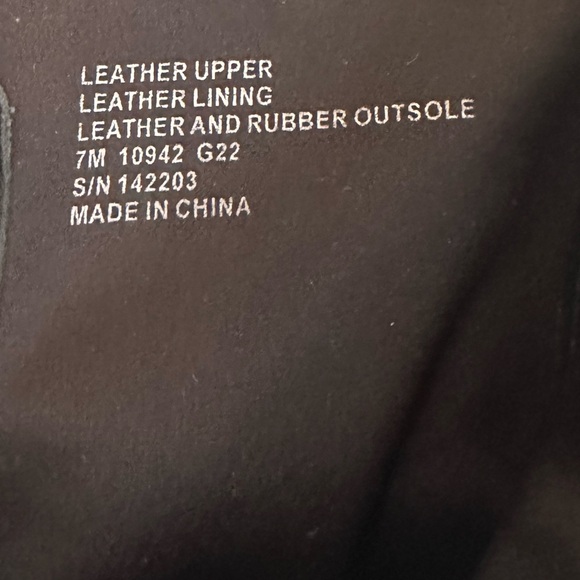 LEATHER UPPER
LEATHER LINING
LEATHER AND RUBBER OUTSOLE
7M 10942 G22
S/N 142203
MADE IN CHINA